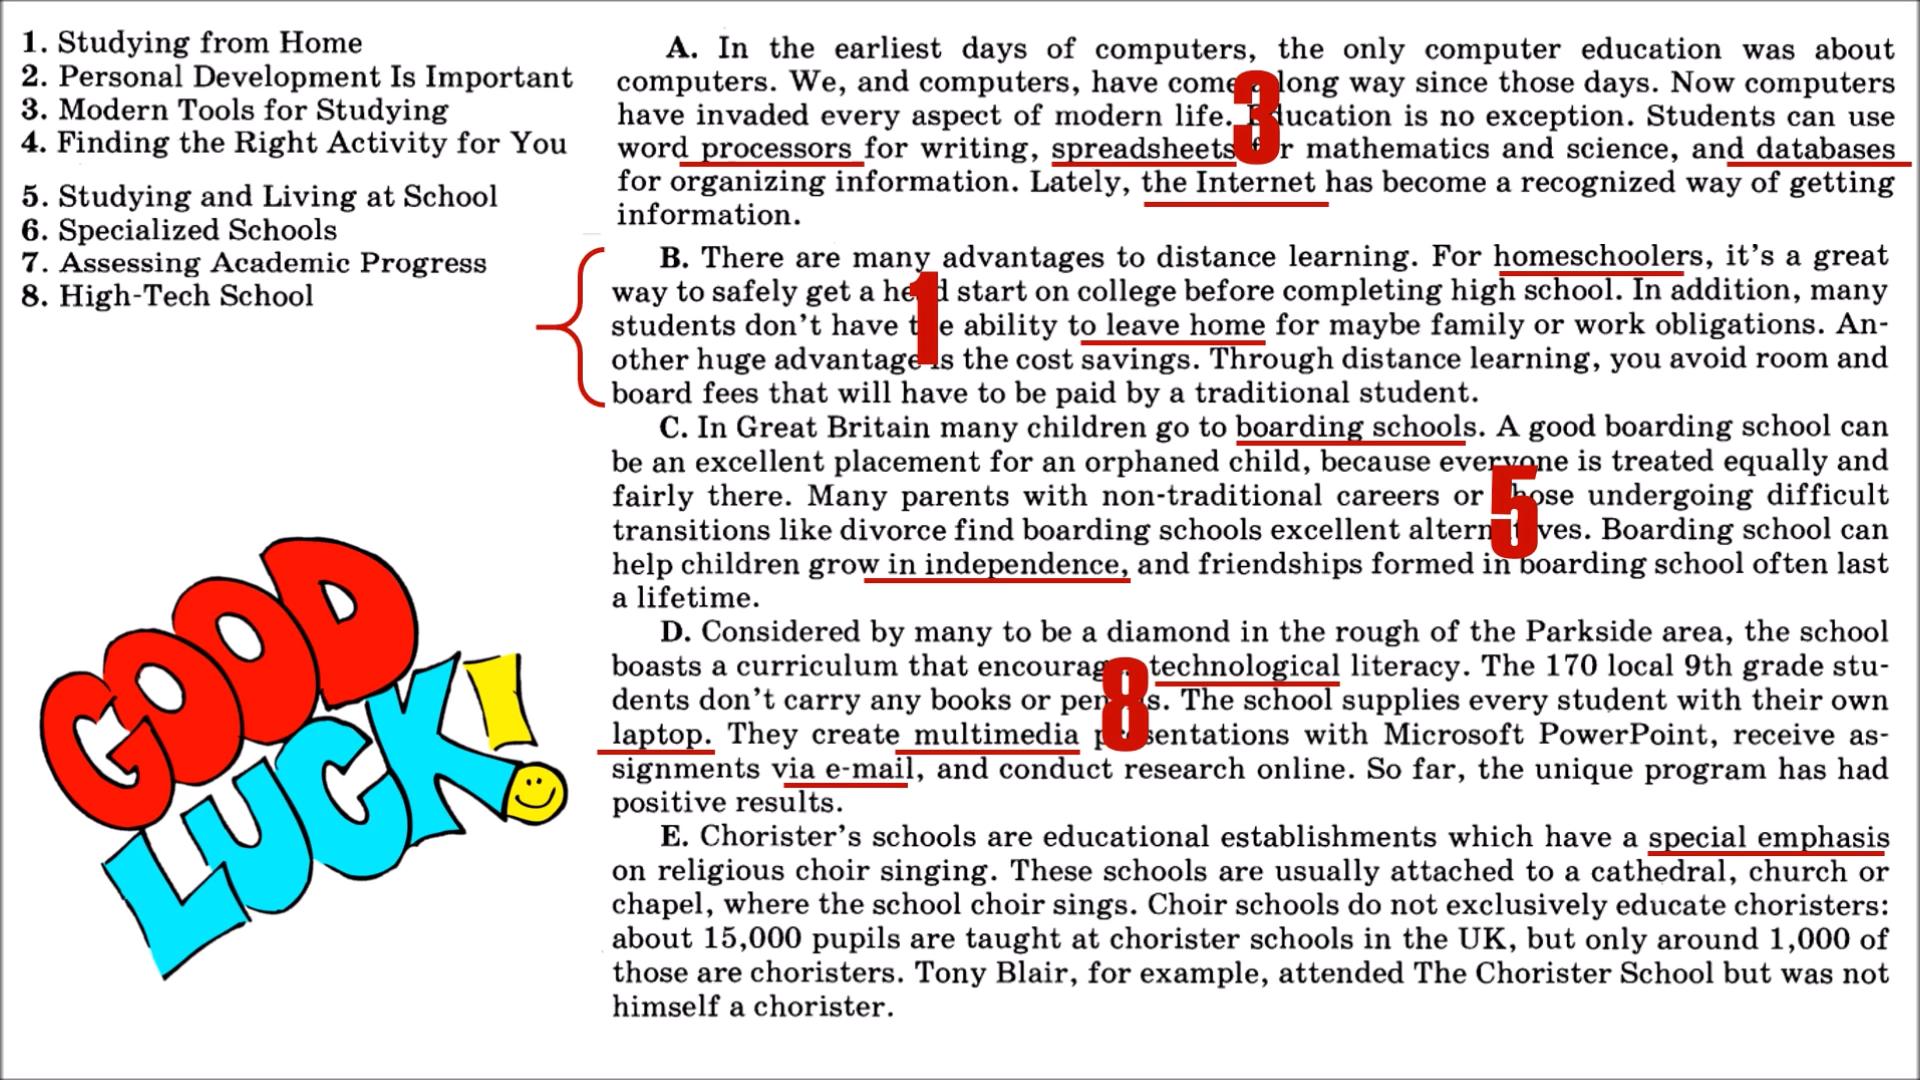 1. Studying from Home
2. Personal Development Is Important
3. Modern Tools for Studying
4. Finding the Right Activity for You
5. Studying and Living at School
6. Specialized Schools
7. Assessing Academic Progress
8. High-Tech School
GOOD
LUCK!
A. In the earliest days of computers, the only computer education was about
computers. We, and computers, have come long way since those days. Now computers
have invaded every aspect of modern life. Education is no exception. Students can use
word processors for writing, spreadsheets for mathematics and science, and databases
for organizing information. Lately, the Internet has become a recognized way of getting
information.
3
B. There are many advantages to distance learning. For homeschoolers, it's a great
way to safely get a head start on college before completing high school. In addition, many
students don't have the ability to leave home for maybe family or work obligations. An-
other huge advantage is the cost savings. Through distance learning, you avoid room and
board fees that will have to be paid by a traditional student.
1
C. In Great Britain many children go to boarding schools. A good boarding school can
be an excellent placement for an orphaned child, because everyone is treated equally and
fairly there. Many parents with non-traditional careers or those undergoing difficult
transitions like divorce find boarding schools excellent alternatives. Boarding school can
help children grow in independence, and friendships formed in boarding school often last
a lifetime.
5
D. Considered by many to be a diamond in the rough of the Parkside area, the school
boasts a curriculum that encourages technological literacy. The 170 local 9th grade stu-
dents don't carry any books or pencils. The school supplies every student with their own
laptop. They create multimedia presentations with Microsoft PowerPoint, receive as-
signments via e-mail, and conduct research online. So far, the unique program has had
positive results.
8
E. Chorister's schools are educational establishments which have a special emphasis
on religious choir singing. These schools are usually attached to a cathedral, church or
chapel, where the school choir sings. Choir schools do not exclusively educate choristers:
about 15,000 pupils are taught at chorister schools in the UK, but only around 1,000 of
those are choristers. Tony Blair, for example, attended The Chorister School but was not
himself a chorister.